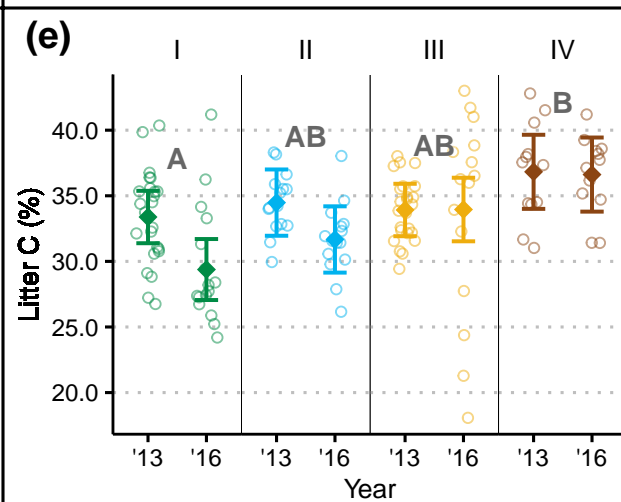 (e)
I II III IV
Litter C (%)
40.0
35.0
30.0
25.0
20.0
A AB AB B
'13 '16 '13 '16 '13 '16 '13 '16
Year